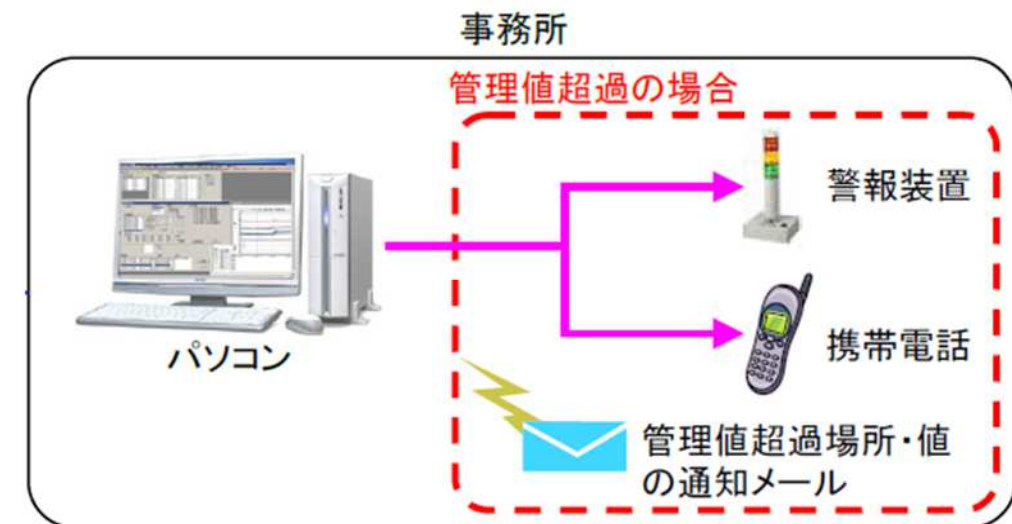 事務所
管理値超過の場合
警報装置
パソコン
携帯電話
管理値超過場所・値
の通知メール